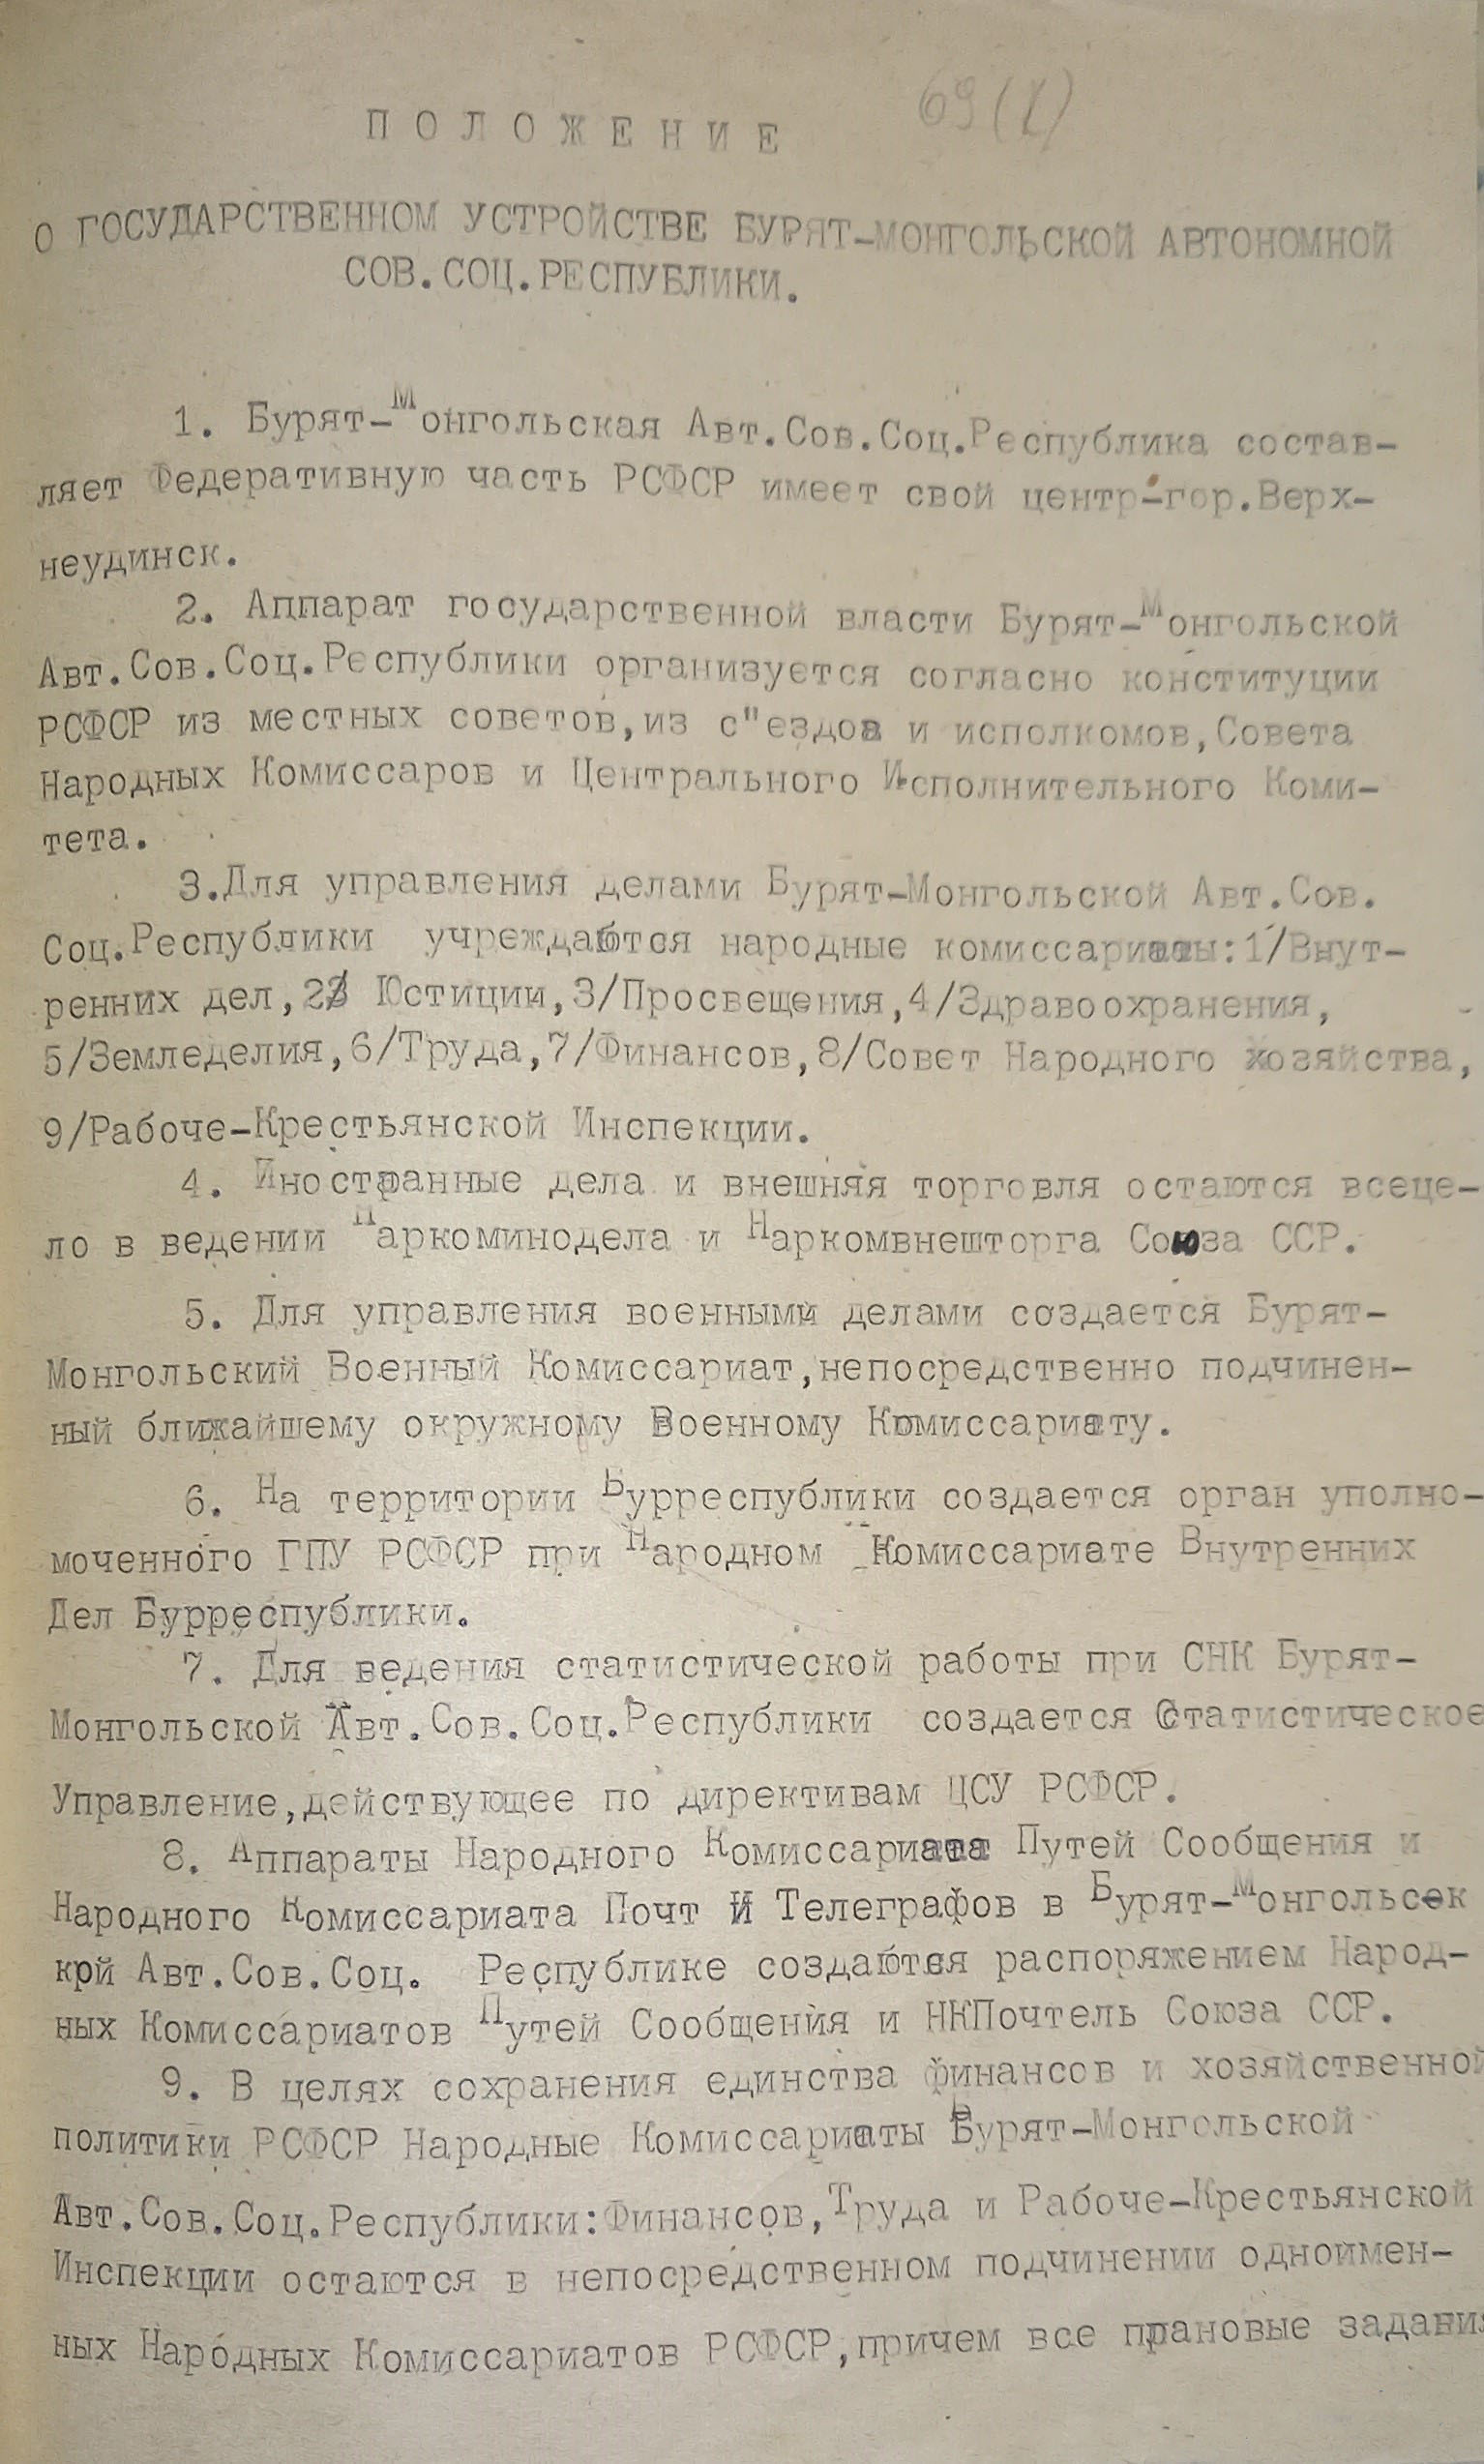 69(1)
ПОЛОЖЕНИЕ
О ГОСУДАРСТВЕННОМ УСТРОЙСТВЕ БУРЯТ-МОНГОЛЬСКОЙ АВТОНОМНОЙ
СОВ.СОЦ.РЕСПУБЛИКИ.
1. Бурят-Монгольская Авт.Сов.Соц.Республика состав-
ляет Федеративную часть РСФСР имеет свой центр-гор.Верх-
неудинск.
2. Аппарат государственной власти Бурят-Монгольской
Авт.Сов.Соц.Республики организуется согласно конституции
РСФСР из местных советов,из с"ездов и исполкомов,Совета
Народных Комиссаров и Центрального Исполнительного Коми-
тета.
3.Для управления делами Бурят-Монгольской Авт.Сов.
Соц.Республики учреждаются народные комиссариаты:1/Внут-
ренних дел,2/ Юстиции,3/Просвещения,4/Здравоохранения,
5/Земледелия,6/Труда,7/Финансов,8/Совет Народного хозяйства,
9/Рабоче-Крестьянской Инспекции.
4. Иностранные дела и внешняя торговля остаются всеце-
ло в ведении Наркоминодела и Наркомвнешторга Союза ССР.
5. Для управления военными делами создается Бурят-
Монгольский Военный Комиссариат,непосредственно подчинен-
ный ближайшему окружному Военному Комиссариату.
6. На территории Бурреспублики создается орган уполно-
моченного ГПУ РСФСР при Народном Комиссариате Внутренних
Дел Бурреспублики.
7. Для ведения статистической работы при СНК Бурят-
Монгольской Авт.Сов.Соц.Республики создается Статистическое
Управление,действующее по директивам ЦСУ РСФСР.
8. Аппараты Народного Комиссариата Путей Сообщения и
Народного Комиссариата Почт И Телеграфов в Бурят-Монгольсок
крй Авт.Сов.Соц. Республике создаются распоряжением Народ-
ных Комиссариатов Путей Сообщения и НКПочтель Союза ССР.
9. В целях сохранения единства финансов и хозяйственной
политики РСФСР Народные Комиссариаты Бурят-Монгольской
Авт.Сов.Соц.Республики:Финансов,Труда и Рабоче-Крестьянской
Инспекции остаются в непосредственном подчинении одноимен-
ных Народных Комиссариатов РСФСР,причем все прановые задания